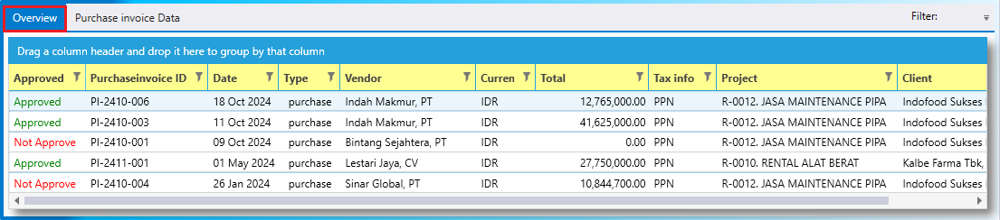 Overview Purchase invoice Data Filter:
Drag a column header and drop it here to group by that column
Approved Purchaseinvoice ID Date Type Vendor Curren Total Tax info Project Client
Approved PI-2410-006 18 Oct 2024 purchase Indah Makmur, PT IDR 12,765,000.00 PPN R-0012. JASA MAINTENANCE PIPA Indofood Sukses
Approved PI-2410-003 11 Oct 2024 purchase Indah Makmur, PT IDR 41,625,000.00 PPN R-0012. JASA MAINTENANCE PIPA Indofood Sukses
Not Approve PI-2410-001 09 Oct 2024 purchase Bintang Sejahtera, PT IDR 0.00 PPN R-0012. JASA MAINTENANCE PIPA Indofood Sukses
Approved PI-2411-001 01 May 2024 purchase Lestari Jaya, CV IDR 27,750,000.00 PPN R-0010. RENTAL ALAT BERAT Kalbe Farma Tbk,
Not Approve PI-2410-004 26 Jan 2024 purchase Sinar Global, PT IDR 10,844,700.00 PPN R-0012. JASA MAINTENANCE PIPA Indofood Sukses